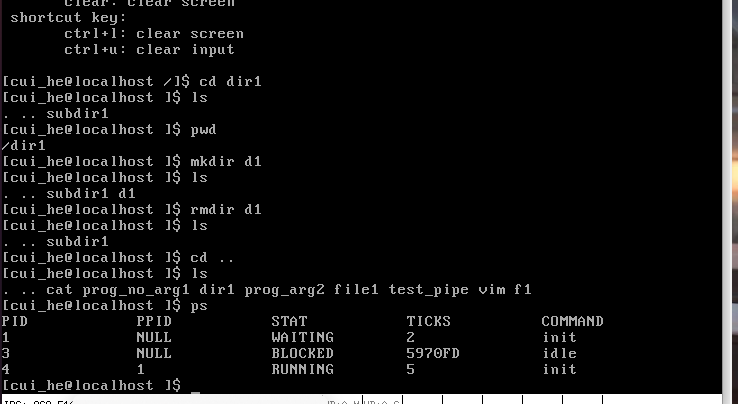 clear: clear screen
shortcut key:
ctrl+l: clear screen
ctrl+u: clear input
[cui_he@localhost /]$ cd dir1
[cui_he@localhost ]$ ls
. .. subdir1
[cui_he@localhost ]$ pwd
/dir1
[cui_he@localhost ]$ mkdir d1
[cui_he@localhost ]$ ls
. .. subdir1 d1
[cui_he@localhost ]$ rmdir d1
[cui_he@localhost ]$ ls
. .. subdir1
[cui_he@localhost ]$ cd ..
[cui_he@localhost ]$ ls
. .. cat prog_no_arg1 dir1 prog_arg2 file1 test_pipe vim f1
[cui_he@localhost ]$ ps
PID PPID STAT TICKS COMMAND
1 NULL WAITING 2 init
3 NULL BLOCKED 5970FD idle
4 1 RUNNING 5 init
[cui_he@localhost ]$ _